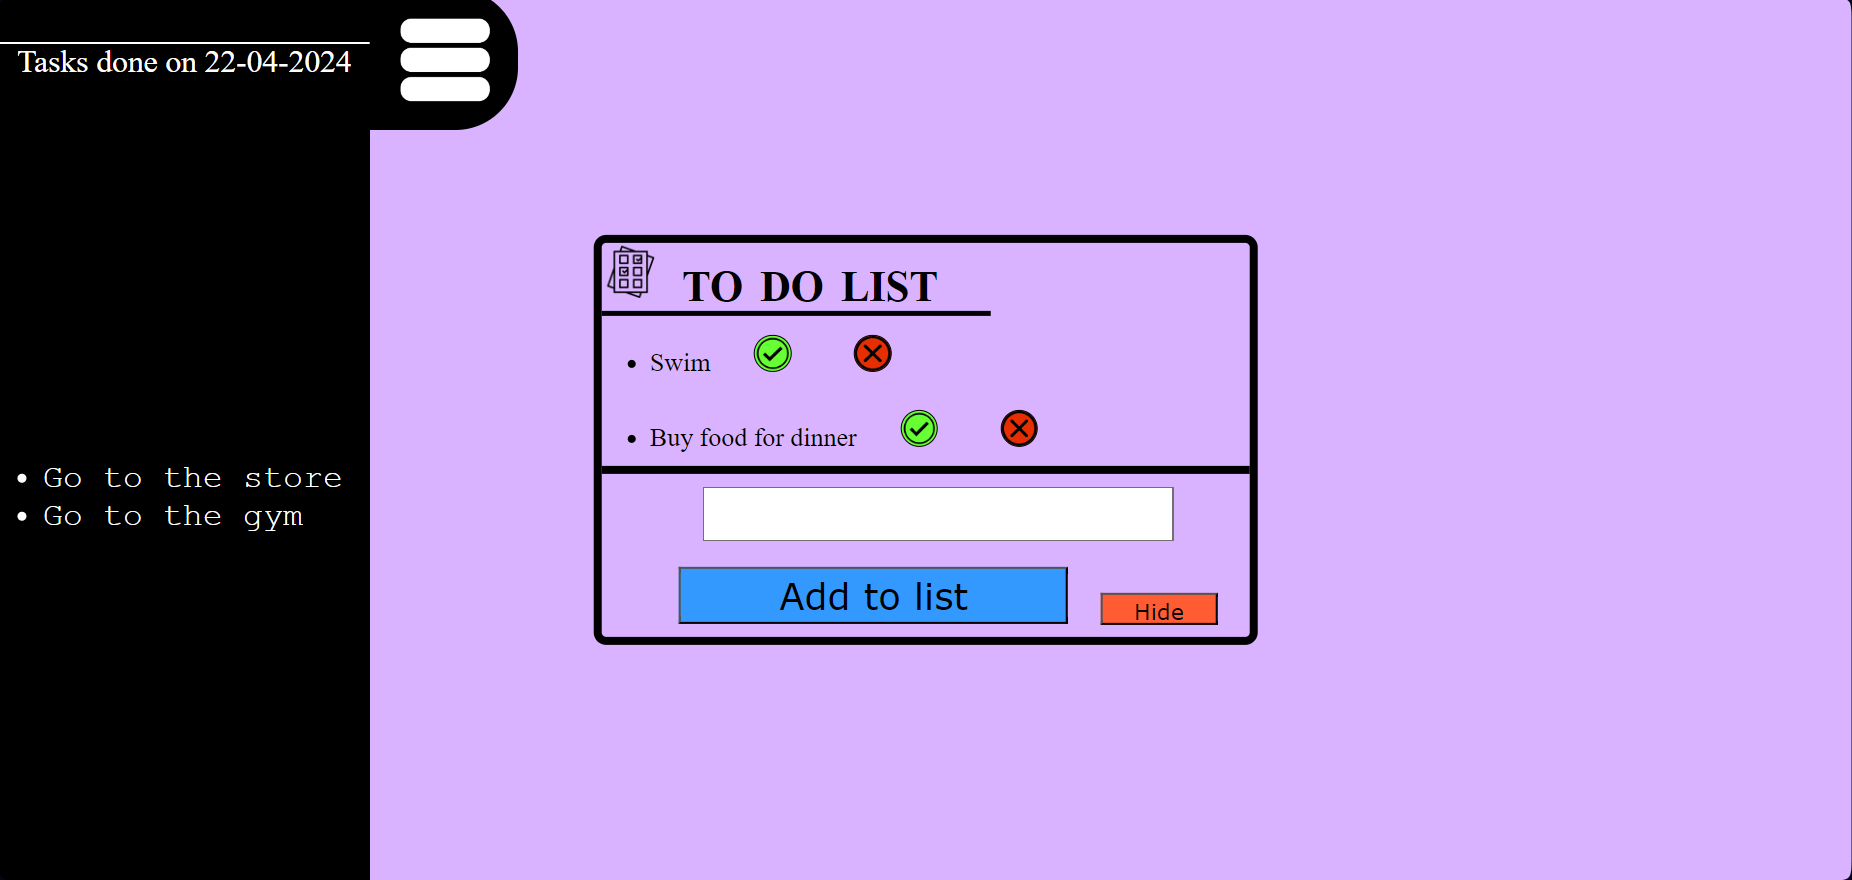 Tasks done on 22-04-2024
Go to the store
Go to the gym
TO DO LIST
Swim
Buy food for dinner
Add to list
Hide